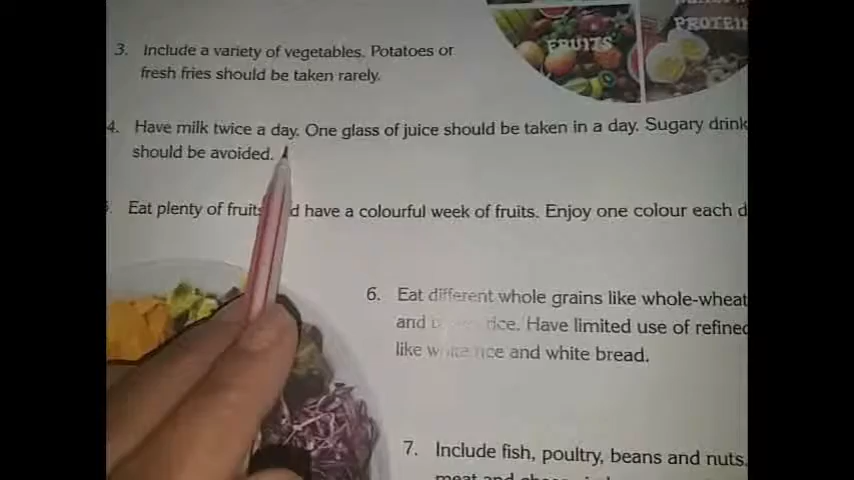 FRUITS
PROTEIN
3. Include a variety of vegetables. Potatoes or
fresh fries should be taken rarely.
4. Have milk twice a day. One glass of juice should be taken in a day. Sugary drink
should be avoided.
Eat plenty of fruits have a colourful week of fruits. Enjoy one colour each d
6. Eat different whole grains like whole-wheat
and rice. Have limited use of refined
like white rice and white bread.
7. Include fish, poultry, beans and nuts.
meat and